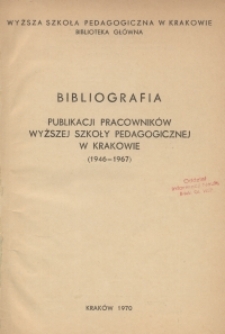 WYŻSZA SZKOŁA PEDAGOGICZNA W KRAKOWIE
BIBLIOTEKA GŁÓWNA
BIBLIOGRAFIA
PUBLIKACJI PRACOWNIKÓW
WYŻSZEJ SZKOŁY PEDAGOGICZNEJ
W KRAKOWIE
(1946—1967)
KRAKÓW 1970